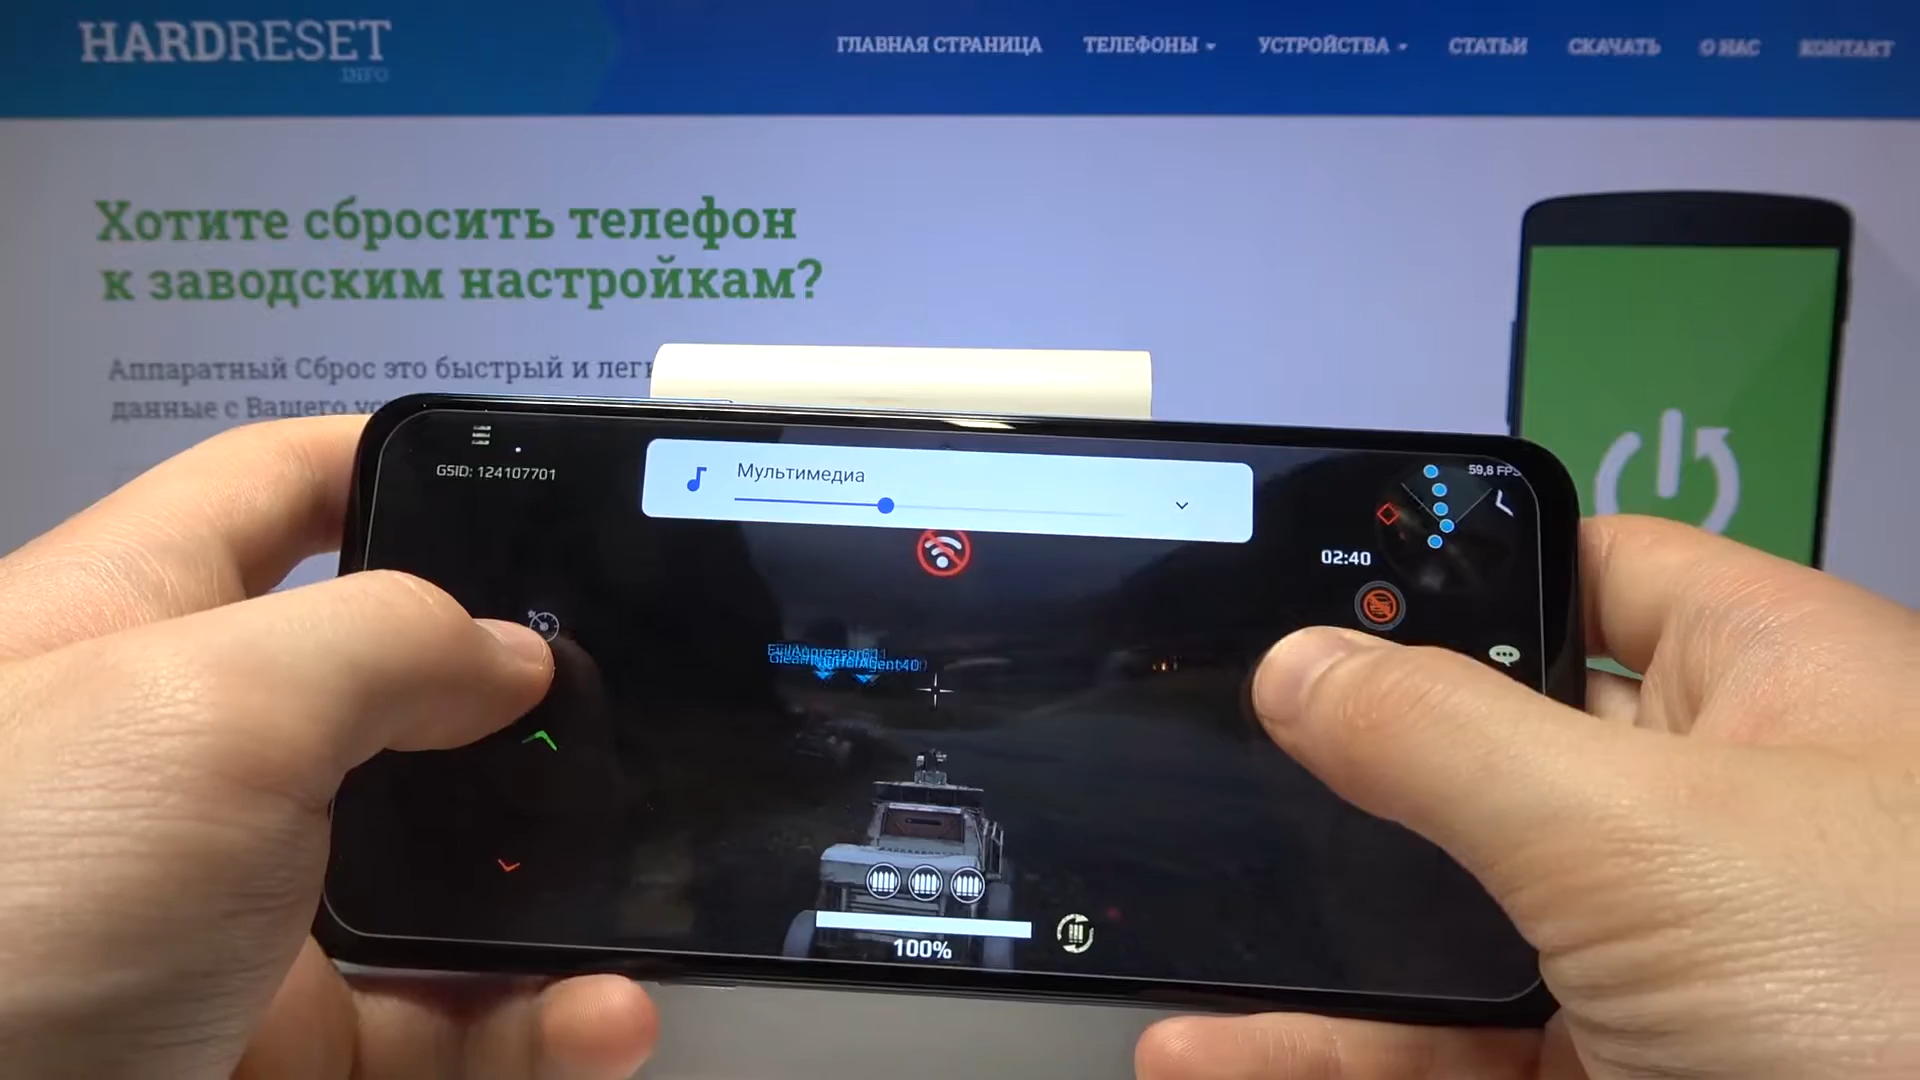 HARDRESET
.INFO
ГЛАВНАЯ СТРАНИЦА ТЕЛЕФОНЫ УСТРОЙСТВА СТАТЬИ СКАЧАТЬ О НАС КОНТАКТ
Хотите сбросить телефон
к заводским настройкам?
Аппаратный Сброс это быстрый и
данные с Вашего
GSID: 124107701
Мультимедиа
59,8 FPS
02:40
100%